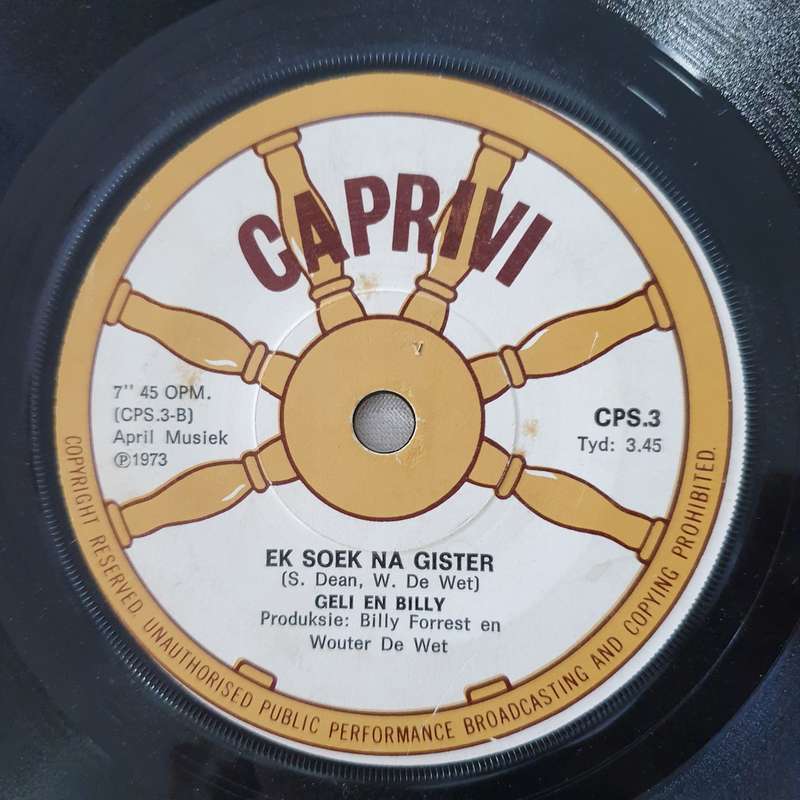 CAPRIVI
7" 45 OPM.
(CPS.3-B)
April Musiek
℗1973
CPS.3
Tyd: 3.45
EK SOEK NA GISTER
(S. Dean, W. De Wet)
GELI EN BILLY
Produksie: Billy Forrest en
Wouter De Wet
COPYRIGHT RESERVED. UNAUTHORISED PUBLIC PERFORMANCE BROADCASTING AND COPYING PROHIBITED.